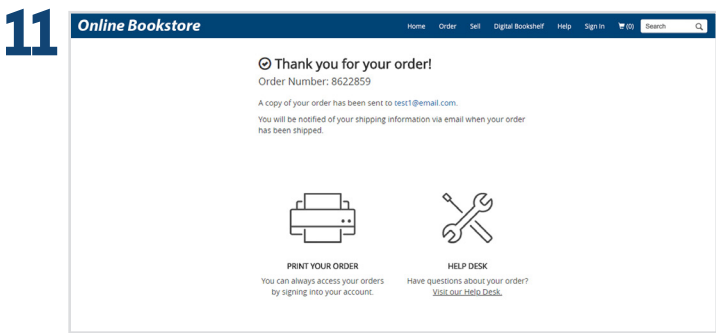 11
Online Bookstore
Home Order Sell Digital Bookshelf Help Sign In (0) Search
Thank you for your order!
Order Number: 8622859
A copy of your order has been sent to test1@email.com.
You will be notified of your shipping information via email when your order
has been shipped.
PRINT YOUR ORDER
You can always access your orders
by signing into your account.
HELP DESK
Have questions about your order?
Visit our Help Desk.